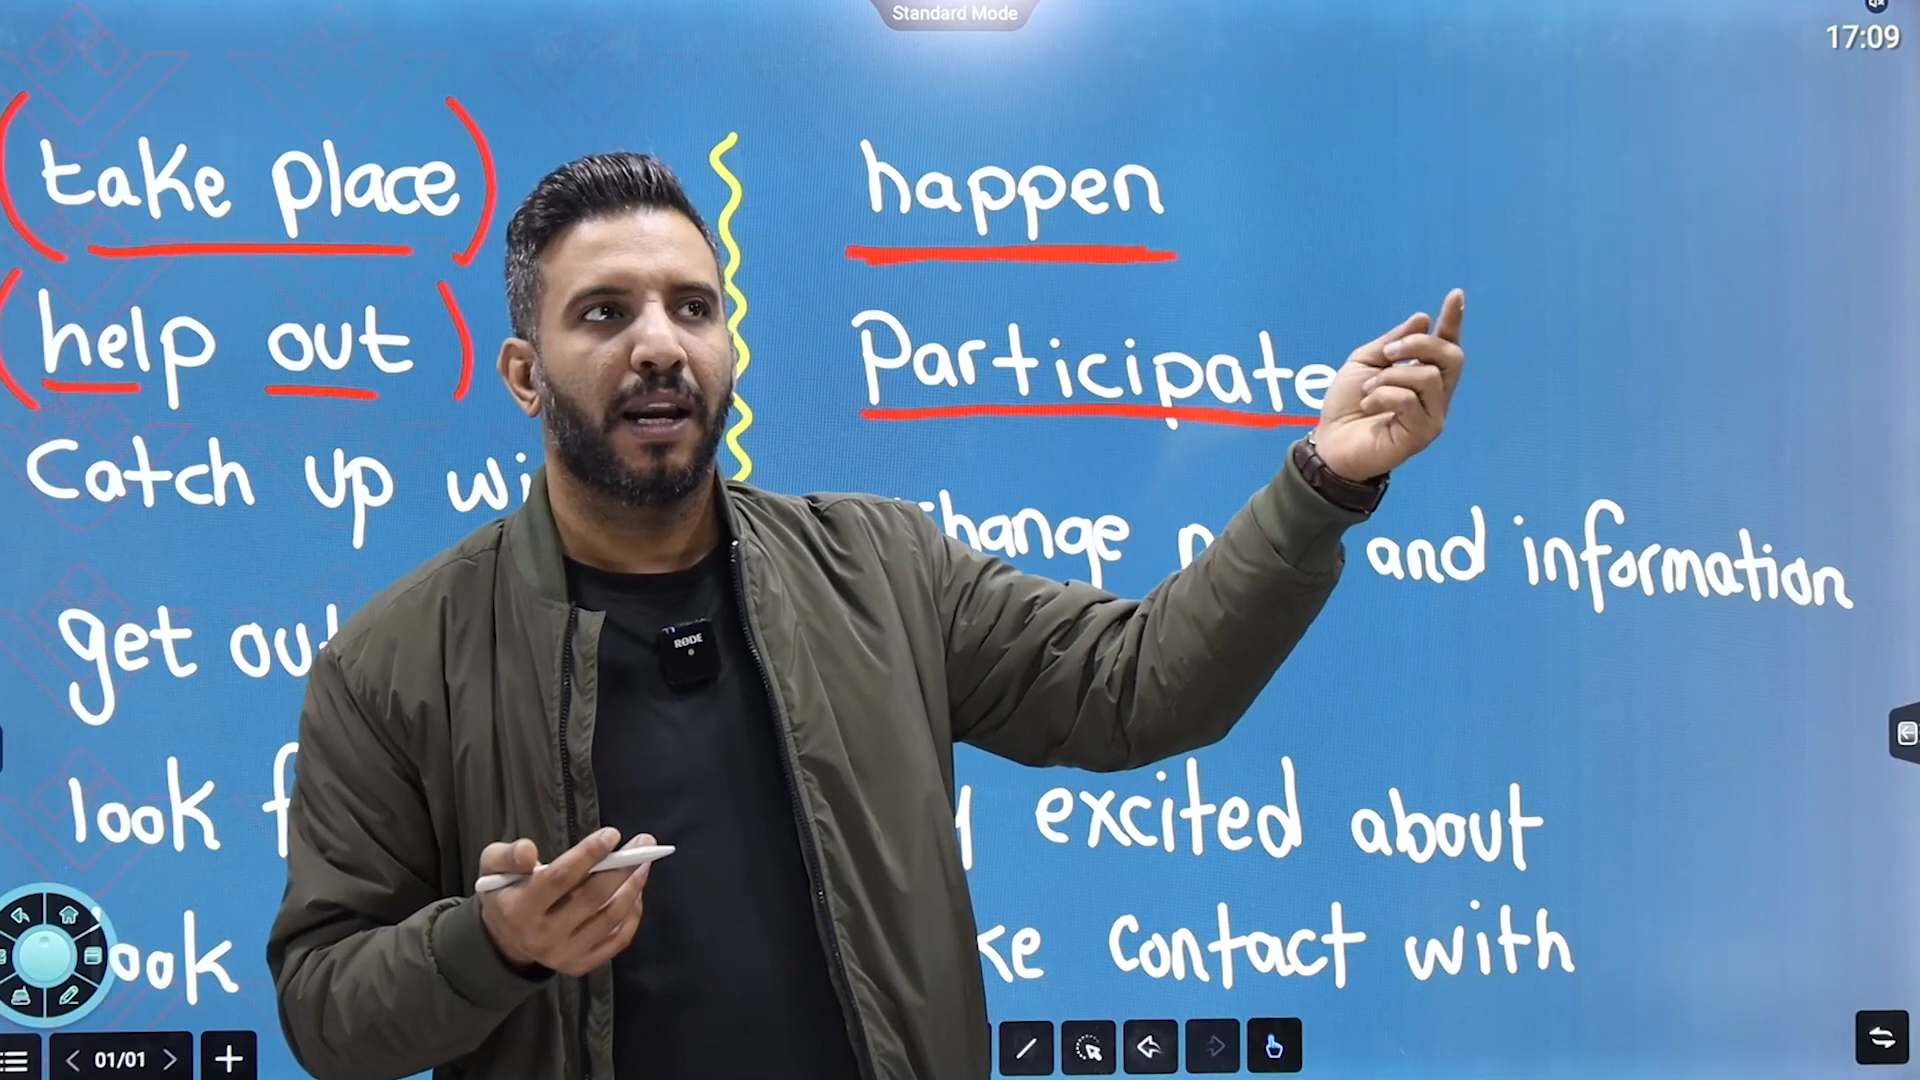 Standard Mode
17:09
take place happen
help out Participate
Catch up and information
get
look excited about
Contact with
RØDE
01/01